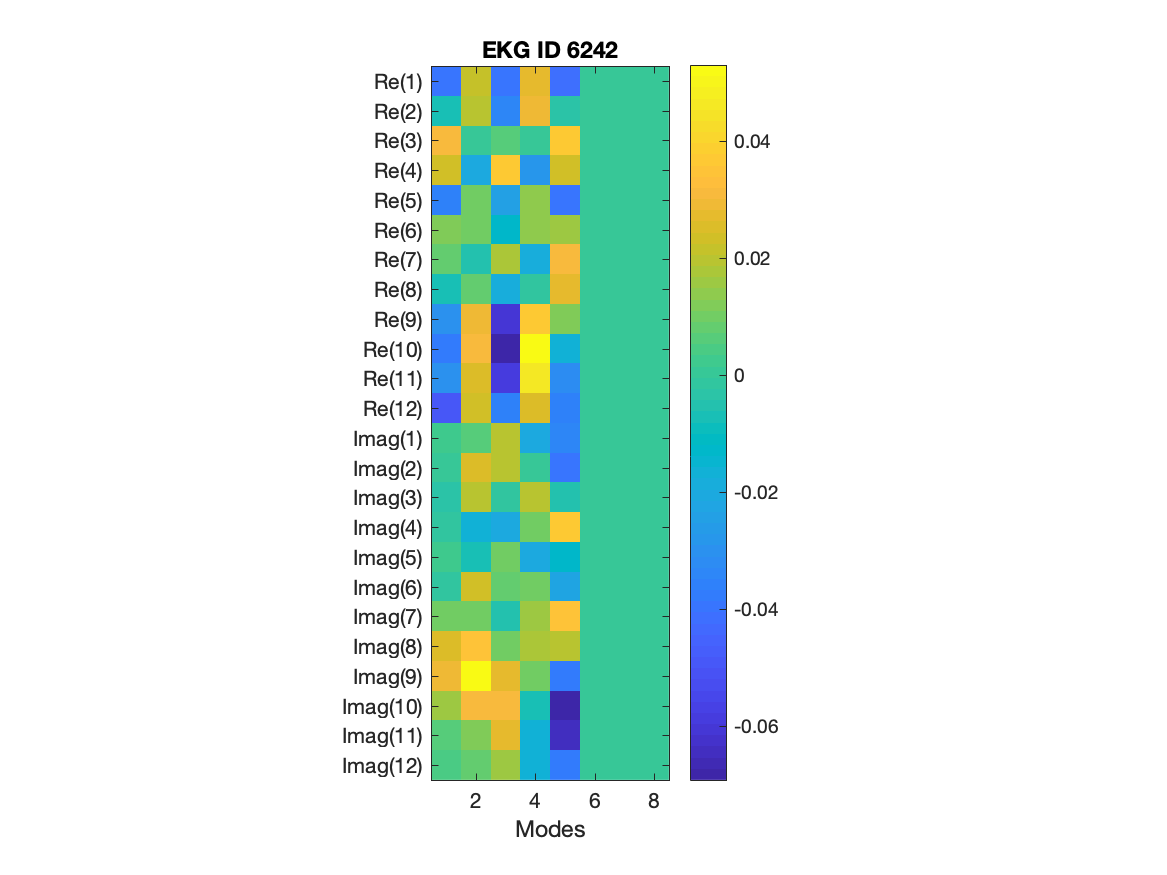 EKG ID 6242
Re(1)
Re(2)
Re(3)
Re(4)
Re(5)
Re(6)
Re(7)
Re(8)
Re(9)
Re(10)
Re(11)
Re(12)
Imag(1)
Imag(2)
Imag(3)
Imag(4)
Imag(5)
Imag(6)
Imag(7)
Imag(8)
Imag(9)
Imag(10)
Imag(11)
Imag(12)
2 4 6 8
Modes
0.04
0.02
0
-0.02
-0.04
-0.06